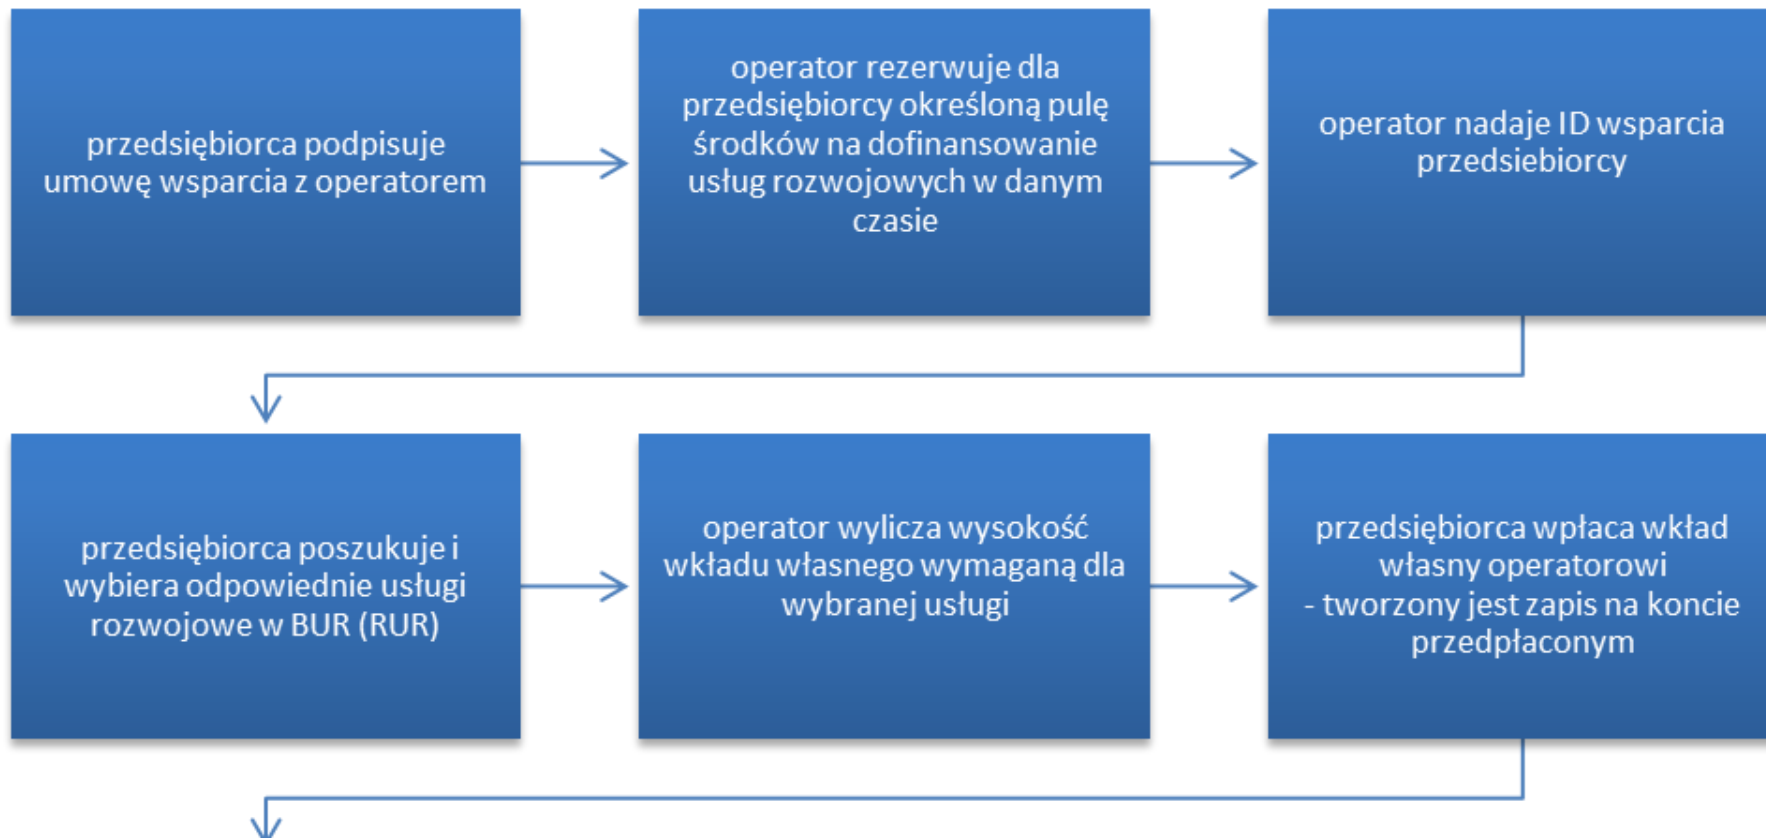 przedsiębiorca podpisuje
umowę wsparcia z operatorem
operator rezerwuje dla
przedsiębiorcy określoną pulę
środków na dofinansowanie
usług rozwojowych w danym
czasie
operator nadaje ID wsparcia
przedsiebiorcy
przedsiębiorca poszukuje i
wybiera odpowiednie usługi
rozwojowe w BUR (RUR)
operator wylicza wysokość
wkładu własnego wymaganą dla
wybranej usługi
przedsiębiorca wpłaca wkład
własny operatorowi
- tworzony jest zapis na koncie
przedpłaconym